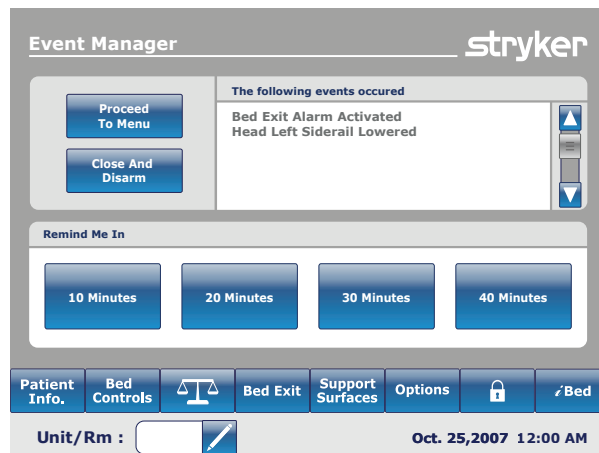 Event Manager
stryker
Proceed
To Menu
Close And
Disarm
The following events occured
Bed Exit Alarm Activated
Head Left Siderail Lowered
Remind Me In
10 Minutes
20 Minutes
30 Minutes
40 Minutes
Patient
Info.
Bed
Controls
Bed Exit
Support
Surfaces
Options
iBed
Unit/Rm :
Oct. 25,2007 12:00 AM